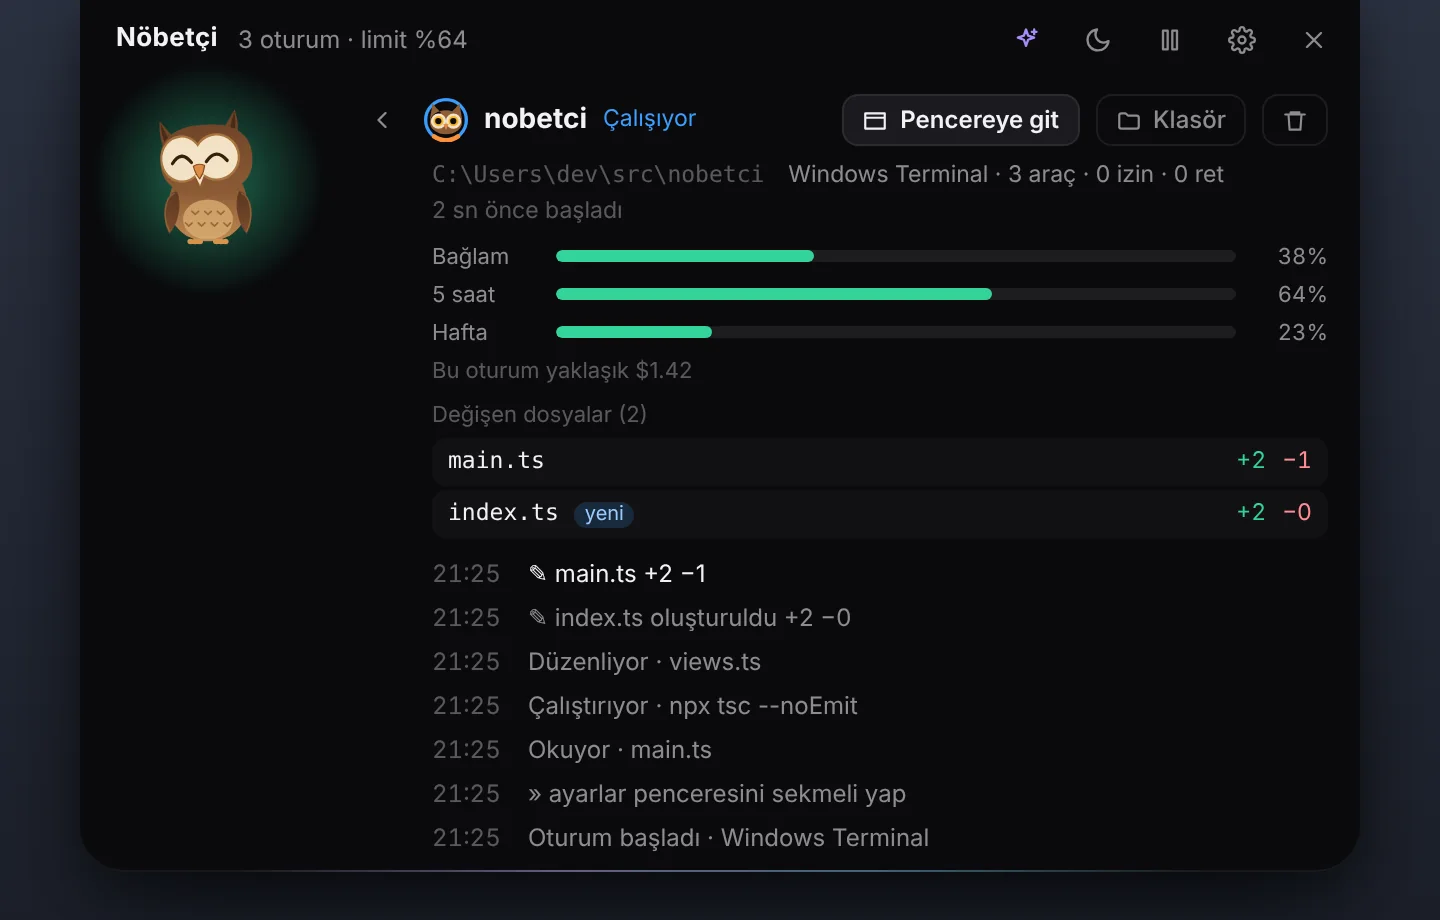 Nöbetçi 3 oturum · limit %64
nobetci Çalışıyor Pencereye git Klasör
C:\Users\dev\src\nobetci Windows Terminal · 3 araç · 0 izin · 0 ret
2 sn önce başladı
Bağlam 38%
5 saat 64%
Hafta 23%
Bu oturum yaklaşık $1.42
Değişen dosyalar (2)
main.ts +2 −1
index.ts yeni +2 −0
21:25 ✎ main.ts +2 −1
21:25 ✎ index.ts oluşturuldu +2 −0
21:25 Düzenliyor · views.ts
21:25 Çalıştırıyor · npx tsc --noEmit
21:25 Okuyor · main.ts
21:25 » ayarlar penceresini sekmeli yap
21:25 Oturum başladı · Windows Terminal